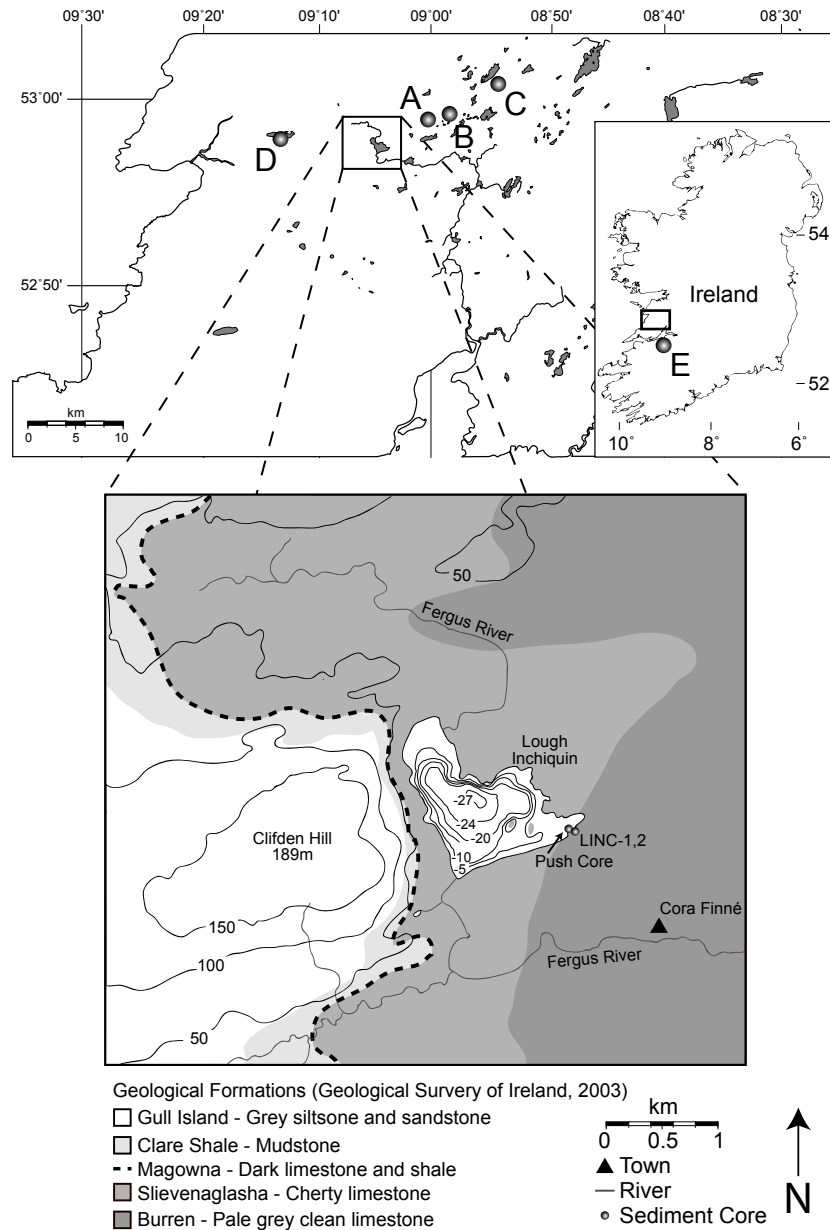 09˚30' 09˚20' 09˚10' 09˚00' 08˚50' 08˚40' 08˚30'
53˚00'
52˚50'
A
B
C
D
km
0 5 10
Ireland
E
54
52
10˚ 8˚ 6˚
50
Fergus River
Lough
Inchiquin
-27
-24
-20
-10
-5
LINC-1,2
Push Core
Clifden Hill
189m
150
100
50
Cora Finné
Fergus River
Geological Formations (Geological Survery of Ireland, 2003)
Gull Island - Grey siltsone and sandstone
Clare Shale - Mudstone
Magowna - Dark limestone and shale
Slievenaglasha - Cherty limestone
Burren - Pale grey clean limestone
km
0 0.5 1
Town
River
Sediment Core
N